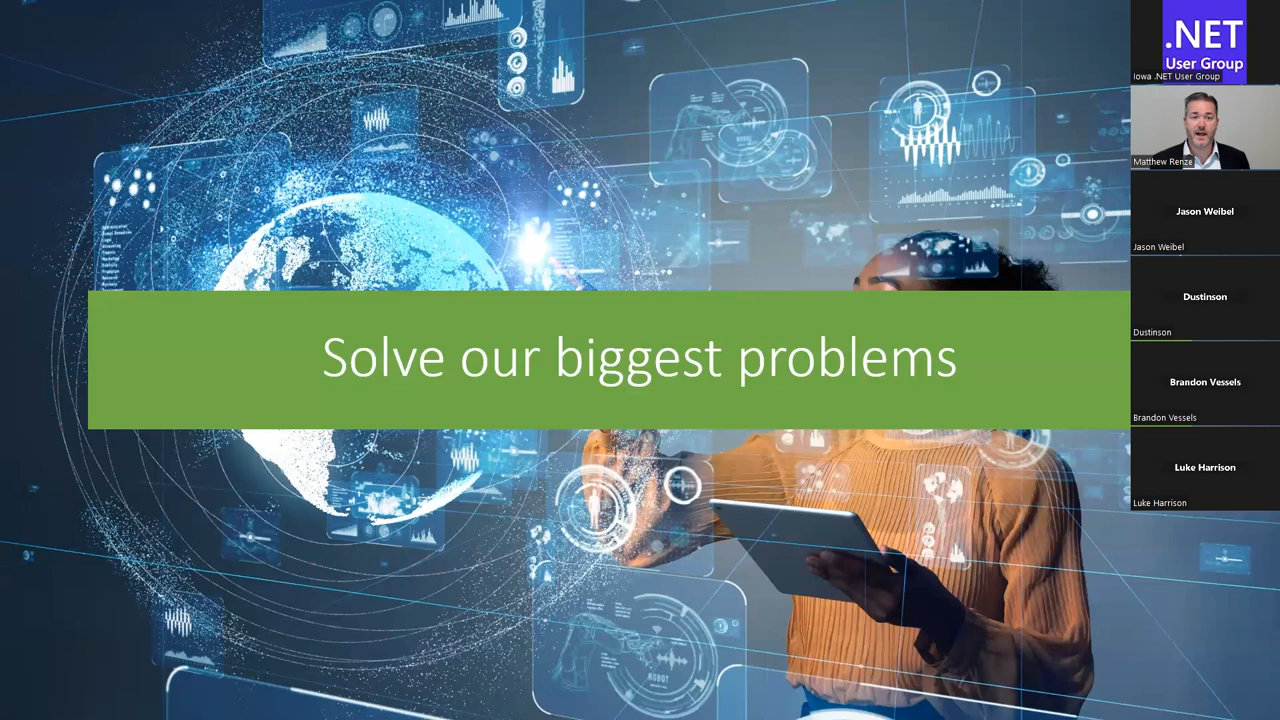 .NET
User Group
Iowa .NET User Group
Matthew Renze
Jason Weibel
Jason Weibel
Solve our biggest problems
Dustinson
Dustinson
Brandon Vessels
Brandon Vessels
Luke Harrison
Luke Harrison
ROBOT